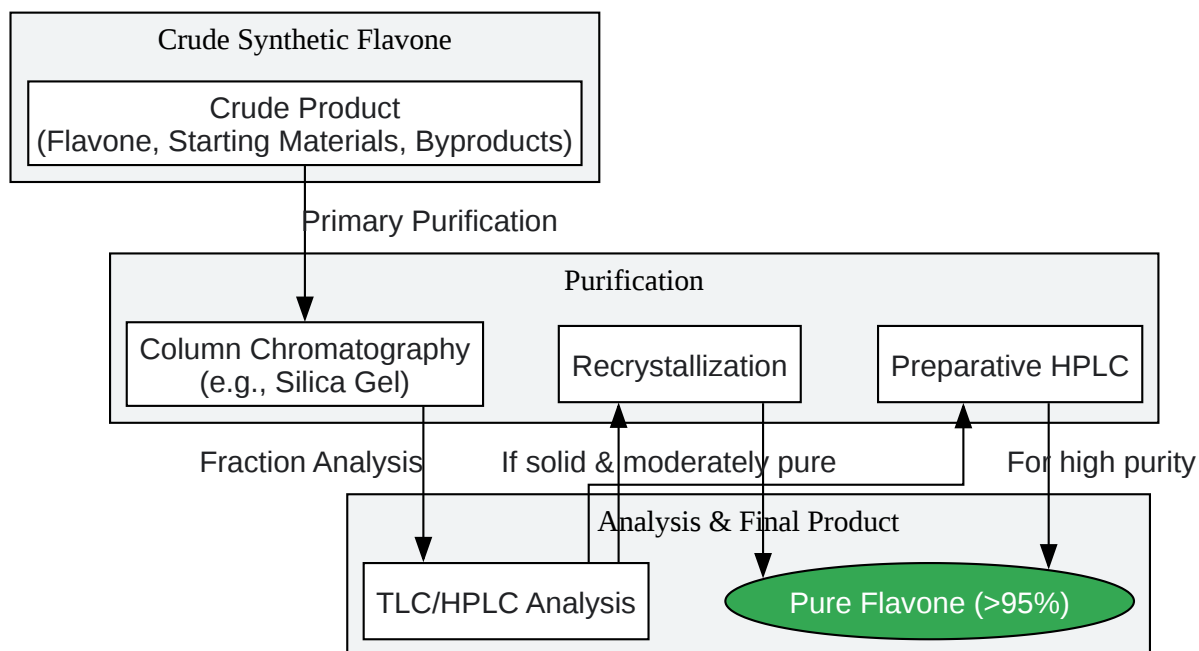 Crude Synthetic Flavone
Crude Product
(Flavone, Starting Materials, Byproducts)
Primary Purification
Purification
Column Chromatography
(e.g., Silica Gel)
Recrystallization
Preparative HPLC
Fraction Analysis
If solid & moderately pure
For high purity
Analysis & Final Product
TLC/HPLC Analysis
Pure Flavone (>95%)